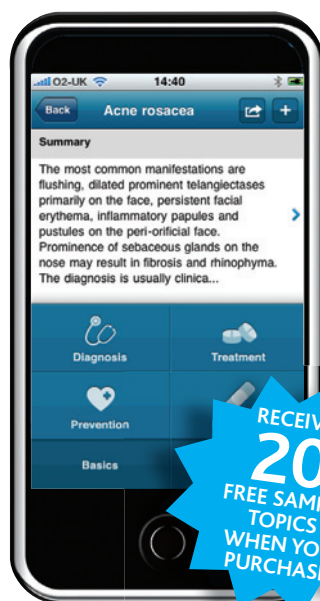 O2-UK 14:40
Back Acne rosacea +
Summary
The most common manifestations are
flushing, dilated prominent telangiectases
primarily on the face, persistent facial
erythema, inflammatory papules and
pustules on the peri-orificial face.
Prominence of sebaceous glands on the
nose may result in fibrosis and rhinophyma.
The diagnosis is usually clinica...
Diagnosis Treatment
Prevention
Basics
RECEIV
20
FREE SAM
TOPICS
WHEN YO
PURCHAS